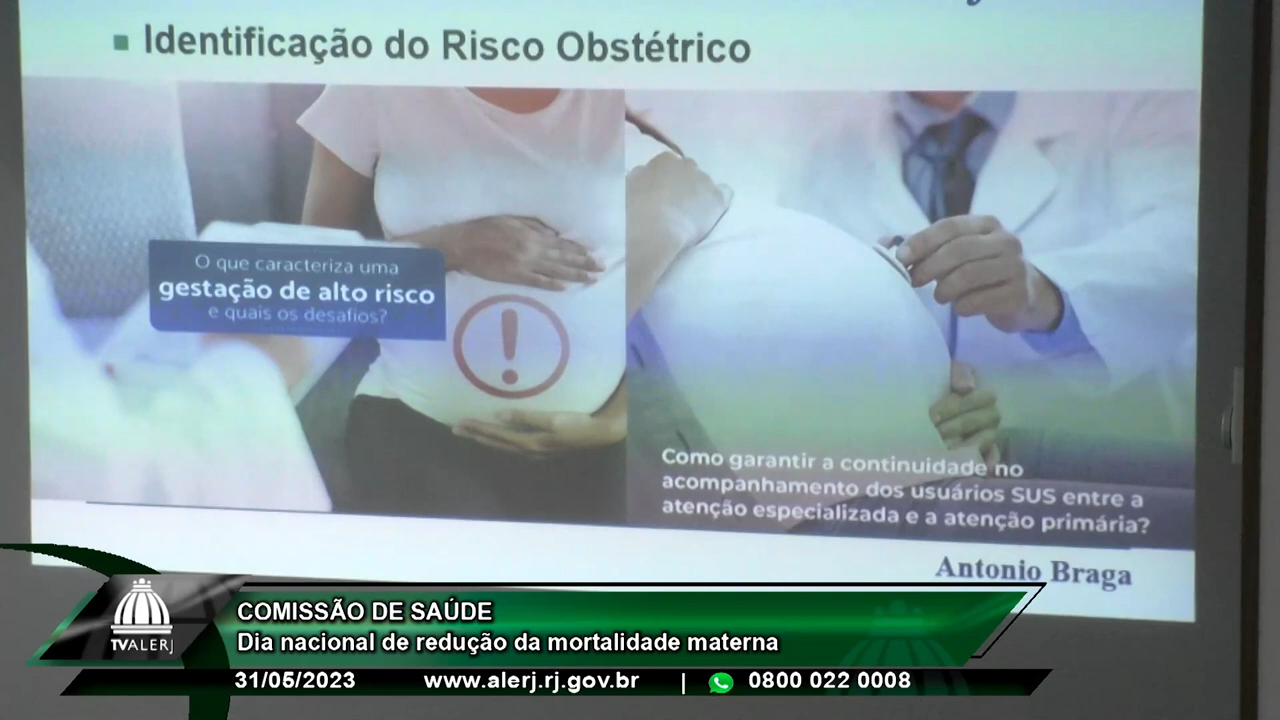 Identificação do Risco Obstétrico
O que caracteriza uma
gestação de alto risco
e quais os desafios?
Como garantir a continuidade no
acompanhamento dos usuários SUS entre a
atenção especializada e a atenção primária?
Antonio Braga
COMISSÃO DE SAÚDE
Dia nacional de redução da mortalidade materna
TVALERJ
31/05/2023 www.alerj.rj.gov.br | 0800 022 0008